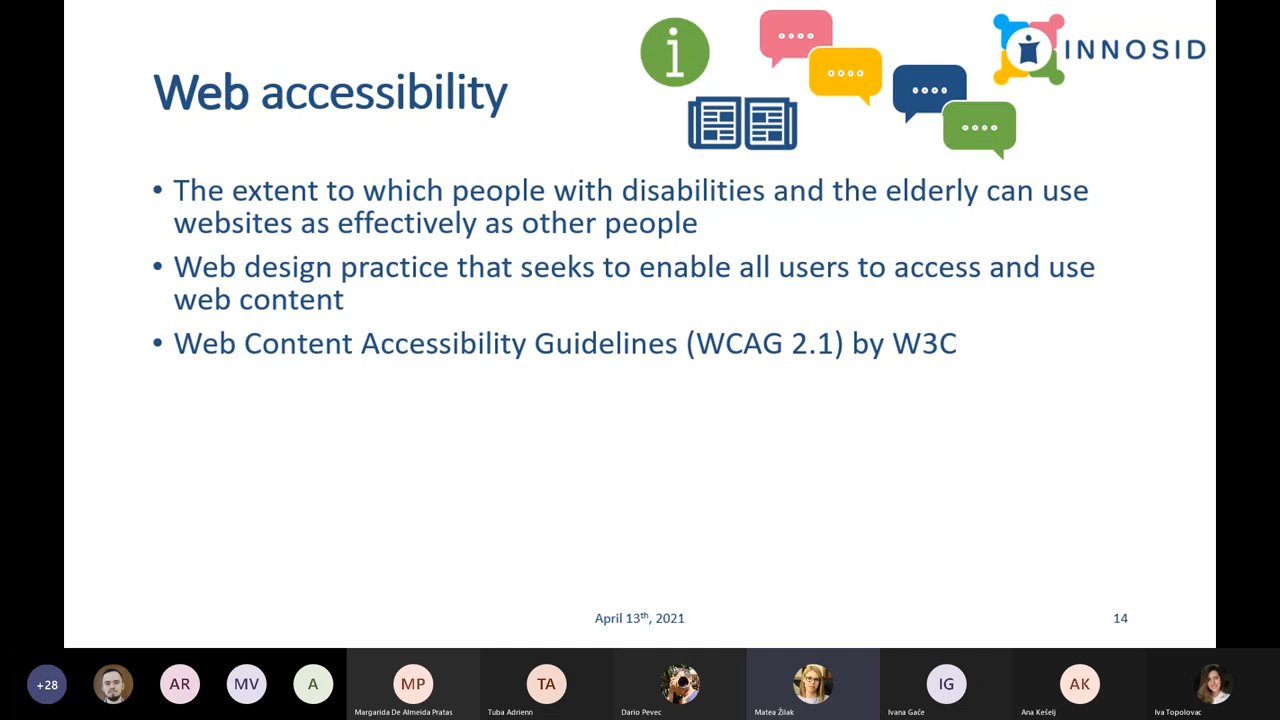 INNOSID
Web accessibility
• The extent to which people with disabilities and the elderly can use
websites as effectively as other people
• Web design practice that seeks to enable all users to access and use
web content
• Web Content Accessibility Guidelines (WCAG 2.1) by W3C
April 13th, 2021
14
+28
AR
MV
A
MP
TA
IG
AK
Margarida De Almeida Pratas
Tuba Adrienn
Dario Pevec
Matea Žilak
Ivana Gaće
Ana Kešelj
Iva Topolovac